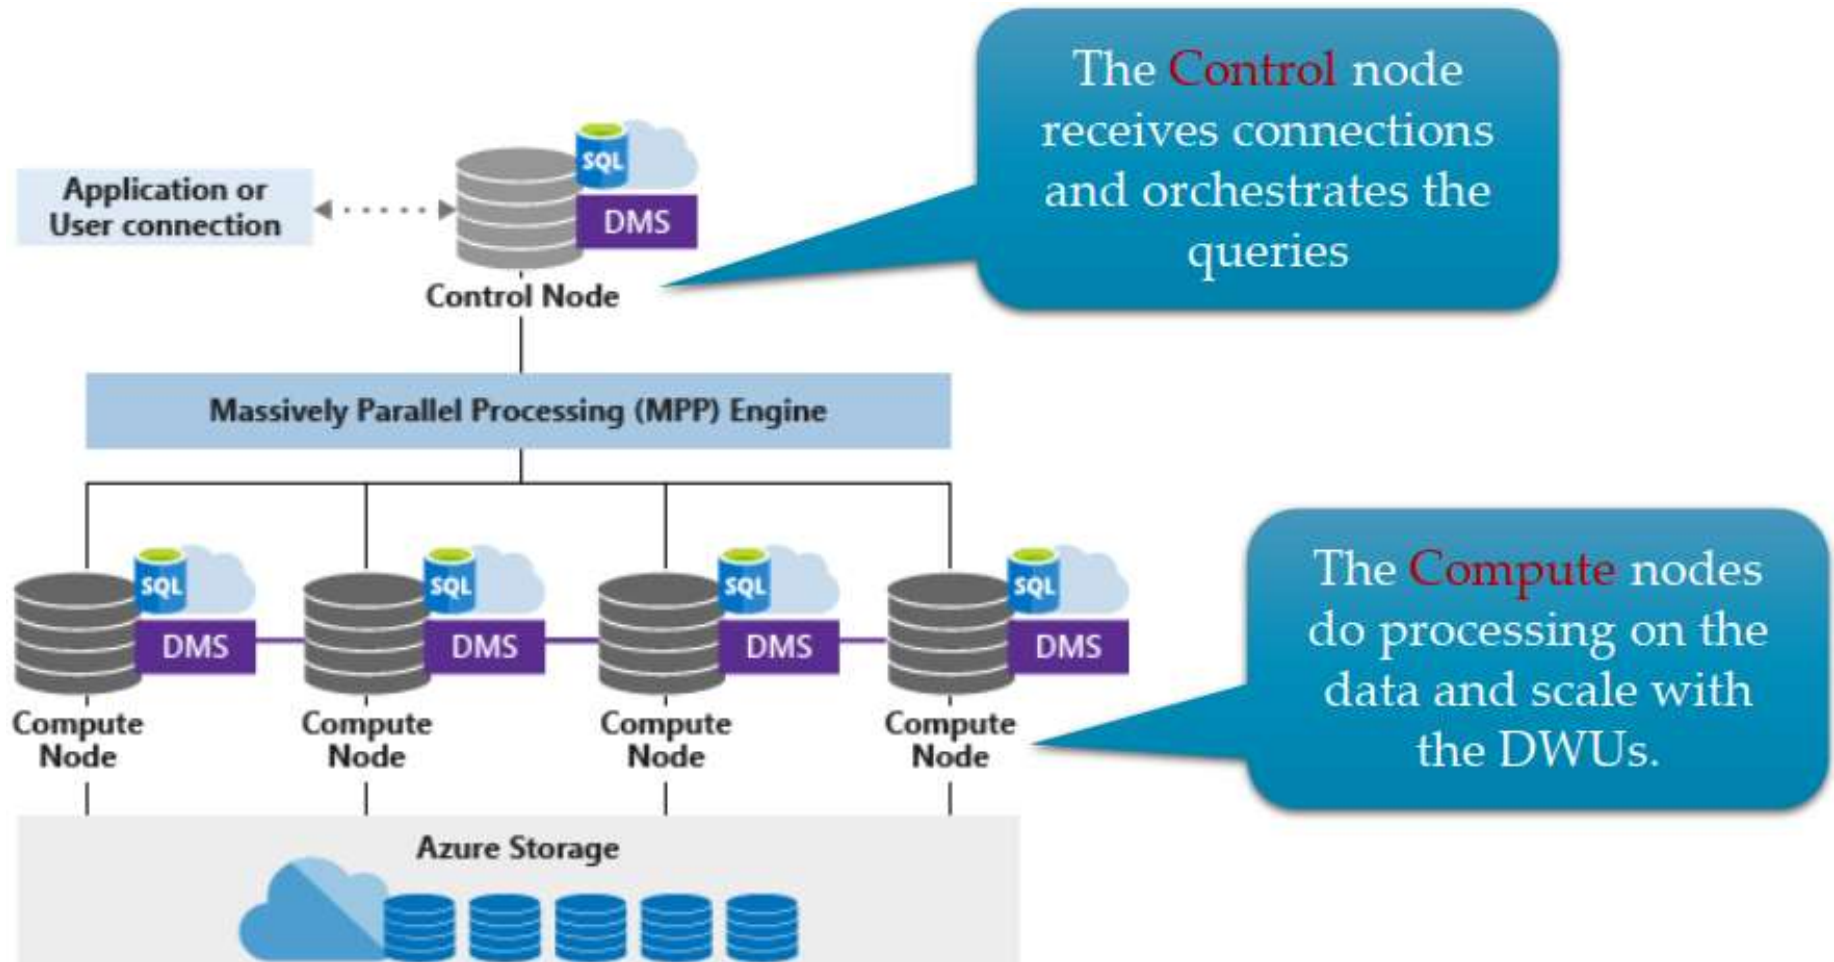 The Control node
receives connections
and orchestrates the
queries
SQL
Application or
User connection
DMS
Control Node
Massively Parallel Processing (MPP) Engine
SQL
SQL
SQL
SQL
DMS
DMS
DMS
DMS
Compute
Node
Compute
Node
Compute
Node
Compute
Node
The Compute nodes
do processing on the
data and scale with
the DWUs.
Azure Storage